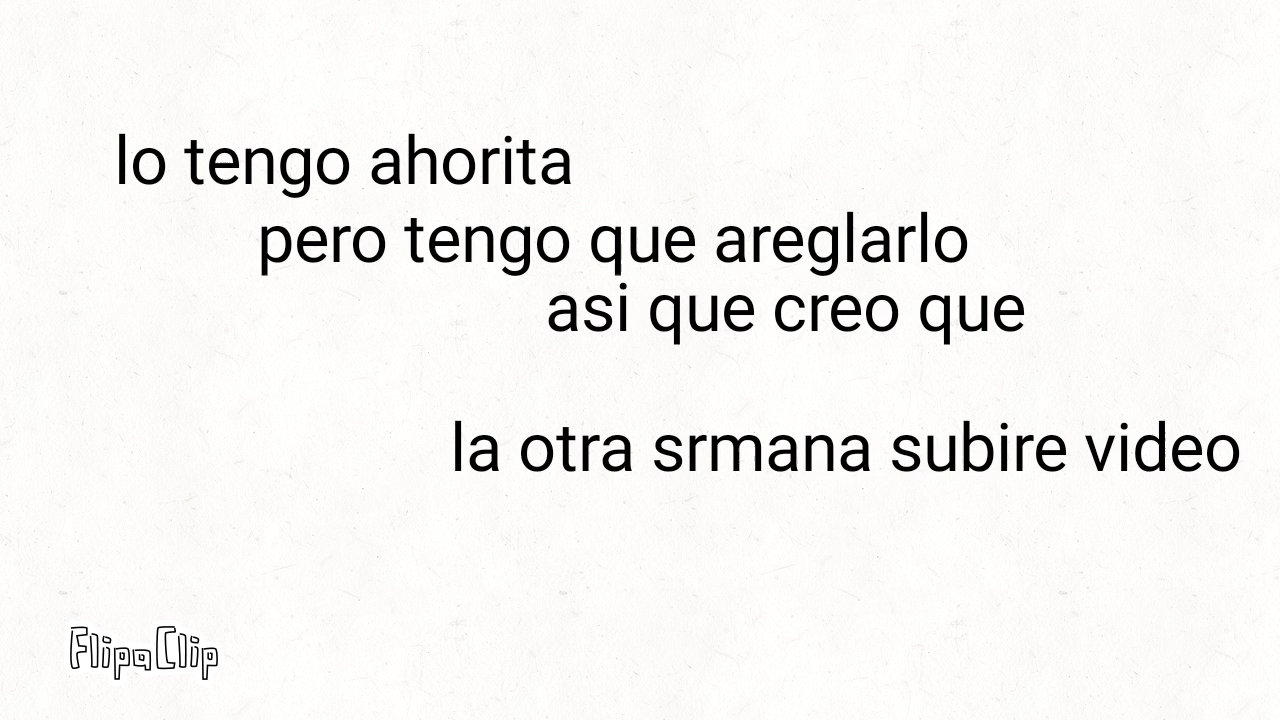 lo tengo ahorita
pero tengo que areglarlo
asi que creo que
la otra srmana subire video
FlipaClip